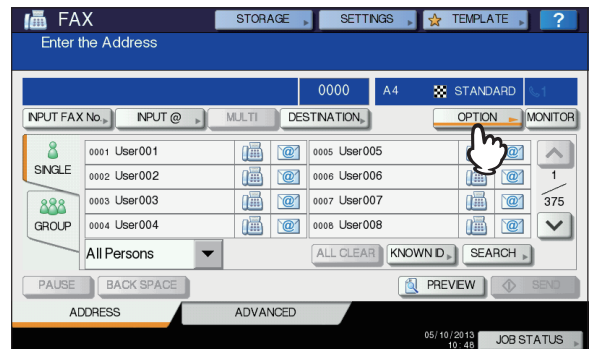 FAX STORAGE SETTINGS TEMPLATE ?
Enter the Address
0000 A4 STANDARD 1
INPUT FAX No. INPUT @ MULTI DESTINATION OPTION MONITOR
SINGLE
GROUP
0001 User001 @ 0005 User005 @
0002 User002 @ 0006 User006 @
0003 User003 @ 0007 User007 @
0004 User004 @ 0008 User008 @
1
375
All Persons ALL CLEAR KNOWN ID SEARCH
PAUSE BACK SPACE PREVIEW SEND
ADDRESS ADVANCED
05/10/2013
10:48
JOB STATUS